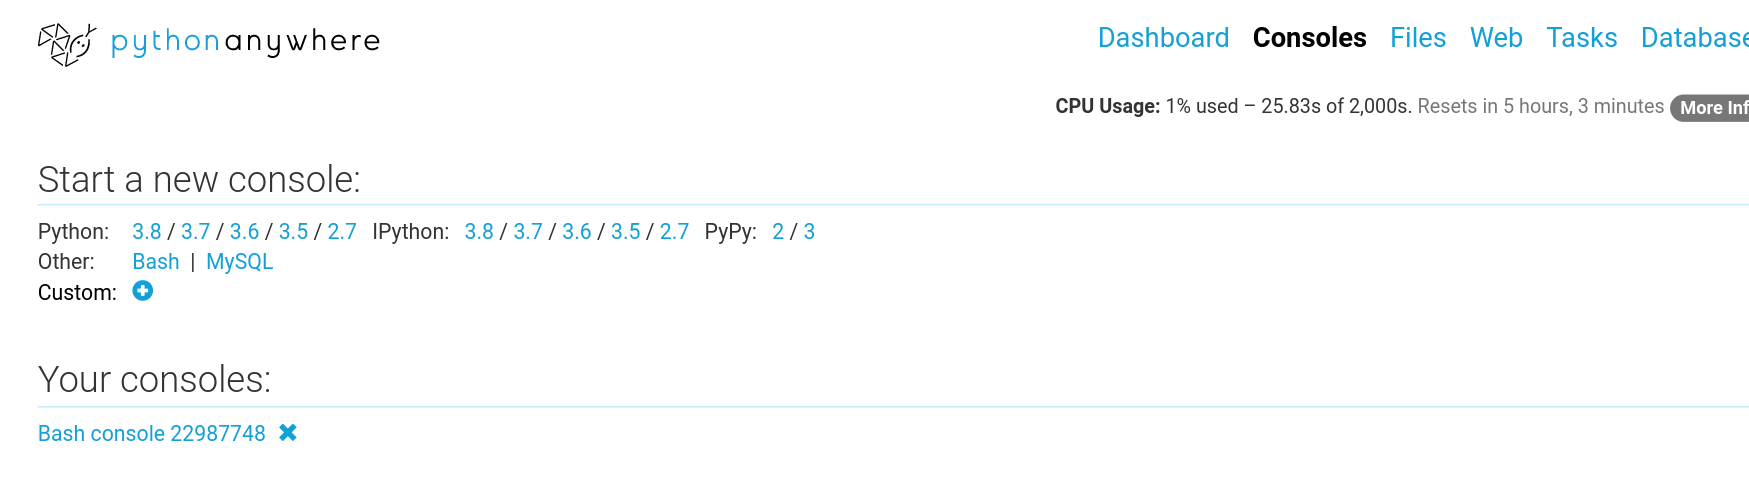 pythonanywhere
Dashboard Consoles Files Web Tasks Database
CPU Usage: 1% used – 25.83s of 2,000s. Resets in 5 hours, 3 minutes More Inf
Start a new console:
Python: 3.8 / 3.7 / 3.6 / 3.5 / 2.7 IPython: 3.8 / 3.7 / 3.6 / 3.5 / 2.7 PyPy: 2 / 3
Other: Bash | MySQL
Custom:
Your consoles:
Bash console 22987748